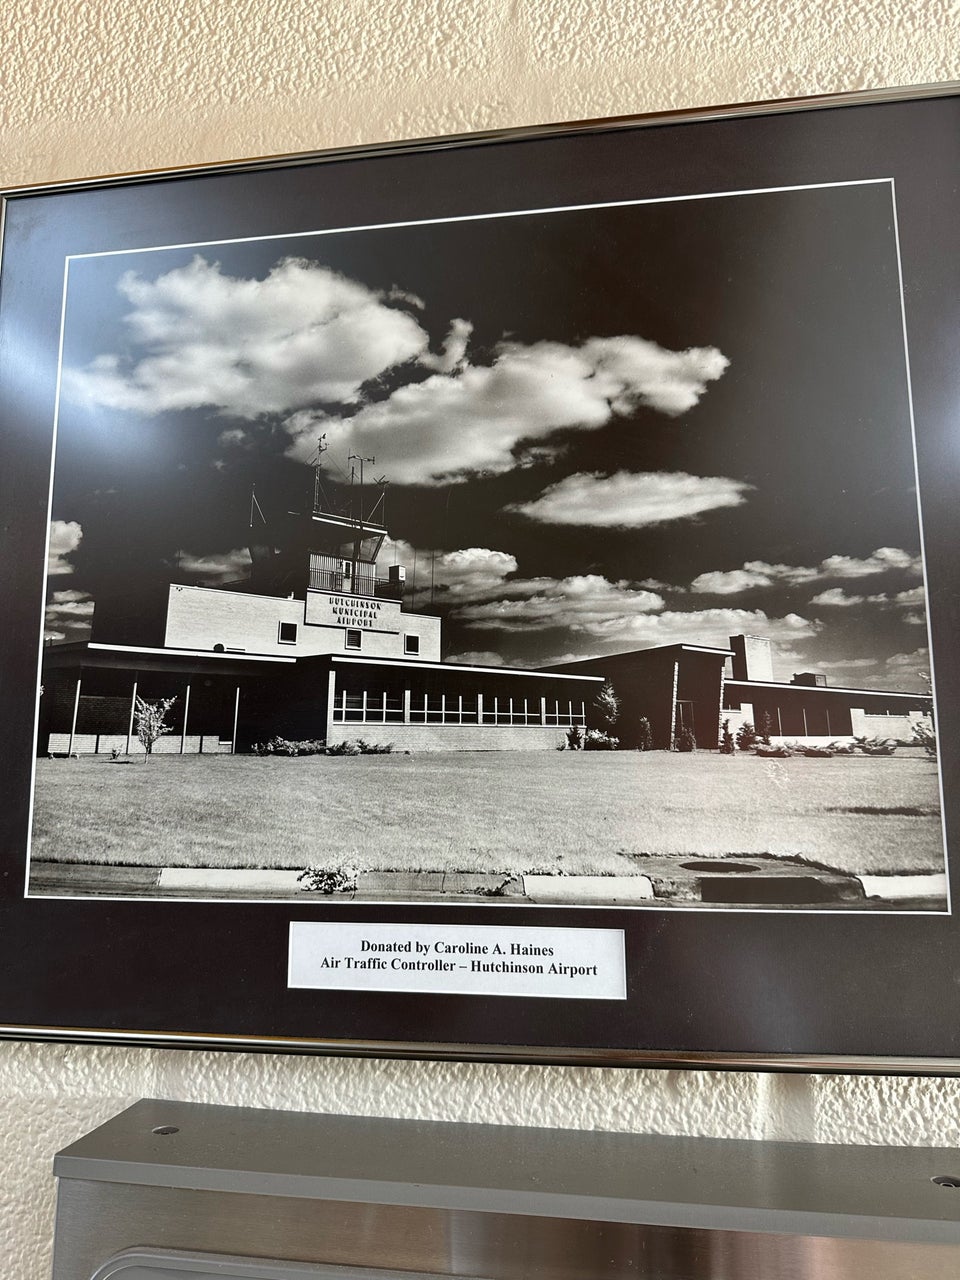 HUTCHINSON
MUNICIPAL
AIRPORT
Donated by Caroline A. Haines
Air Traffic Controller – Hutchinson Airport